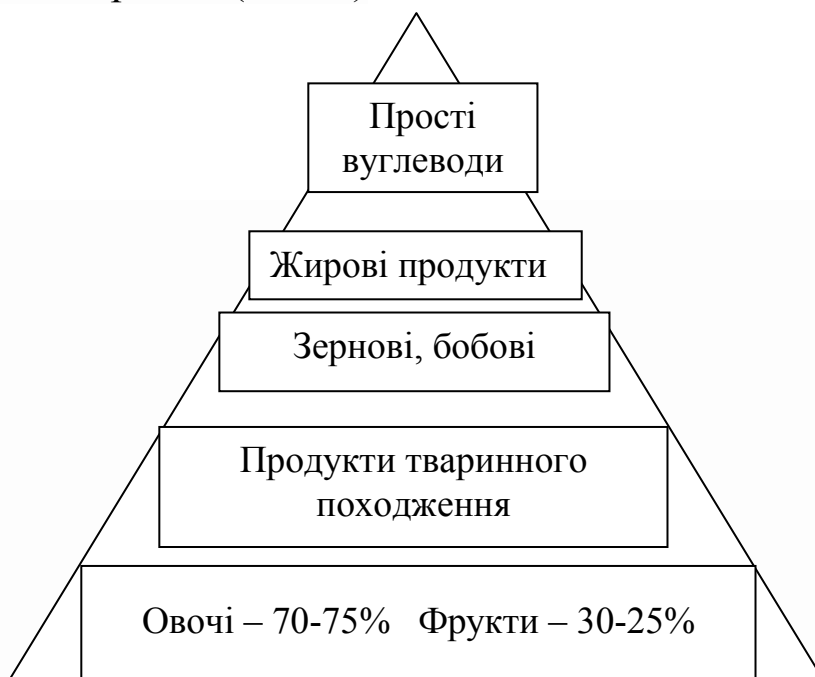 Прості
вуглеводи
Жирові продукти
Зернові, бобові
Продукти тваринного
походження
Овочі – 70-75% Фрукти – 30-25%